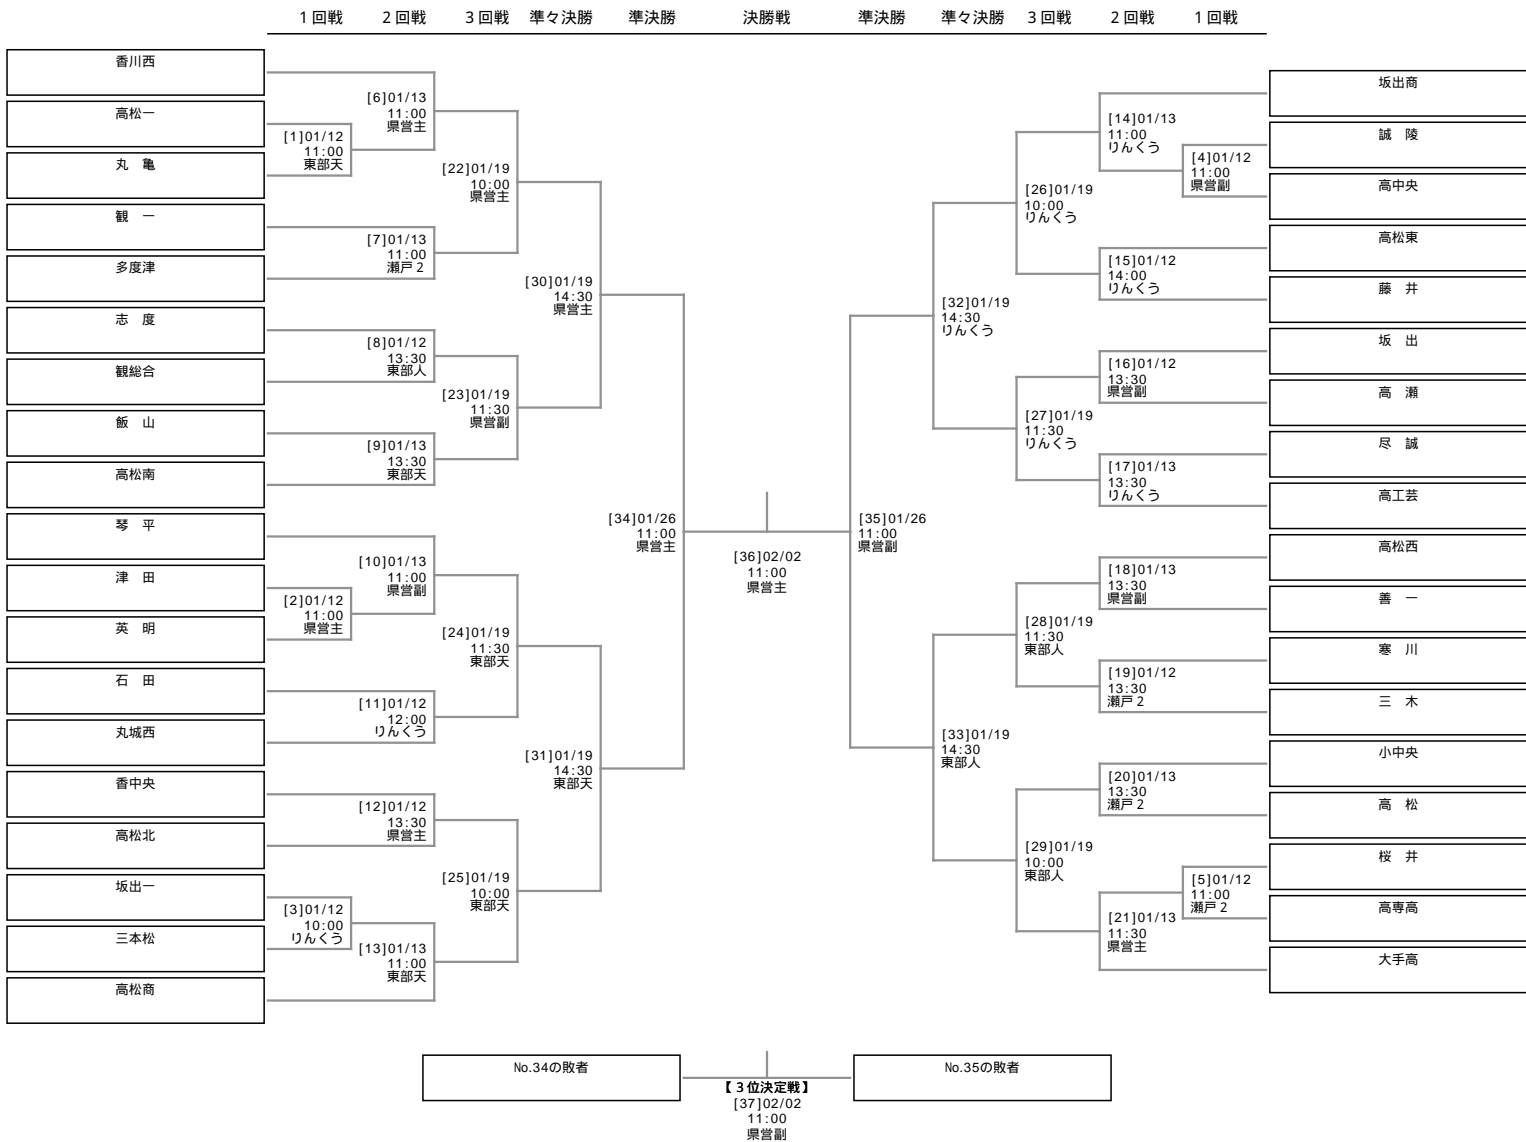 1回戦 2回戦 3回戦 準々決勝 準決勝 決勝戦 準決勝 準々決勝 3回戦 2回戦 1回戦
香川西
高松一
丸　亀
観　一
多度津
志　度
観総合
飯　山
高松南
琴　平
津　田
英　明
石　田
丸城西
香中央
高松北
坂出一
三本松
高松商
[1]01/12
11:00
東部天
[2]01/12
11:00
県営主
[3]01/12
10:00
りんくう
[6]01/13
11:00
県営主
[7]01/13
11:00
瀬戸2
[8]01/12
13:30
東部人
[9]01/13
13:30
東部天
[10]01/13
11:00
県営副
[11]01/12
12:00
りんくう
[12]01/12
13:30
県営主
[13]01/13
11:00
東部天
[22]01/19
10:00
県営主
[23]01/19
11:30
県営副
[24]01/19
11:30
東部天
[25]01/19
10:00
東部天
[30]01/19
14:30
県営主
[31]01/19
14:30
東部天
[34]01/26
11:00
県営主
[36]02/02
11:00
県営主
[35]01/26
11:00
県営副
[32]01/19
14:30
りんくう
[33]01/19
14:30
東部人
[26]01/19
10:00
りんくう
[27]01/19
11:30
りんくう
[28]01/19
11:30
東部人
[29]01/19
10:00
東部人
[14]01/13
11:00
りんくう
[15]01/12
14:00
りんくう
[16]01/12
13:30
県営副
[17]01/13
13:30
りんくう
[18]01/13
13:30
県営副
[19]01/12
13:30
瀬戸2
[20]01/13
13:30
瀬戸2
[21]01/13
11:30
県営主
[4]01/12
11:00
県営副
[5]01/12
11:00
瀬戸2
坂出商
誠　陵
高中央
高松東
藤　井
坂　出
高　瀬
尽　誠
高工芸
高松西
善　一
寒　川
三　木
小中央
高　松
桜　井
高専高
大手高
No.34の敗者
No.35の敗者
【3位決定戦】
[37]02/02
11:00
県営副